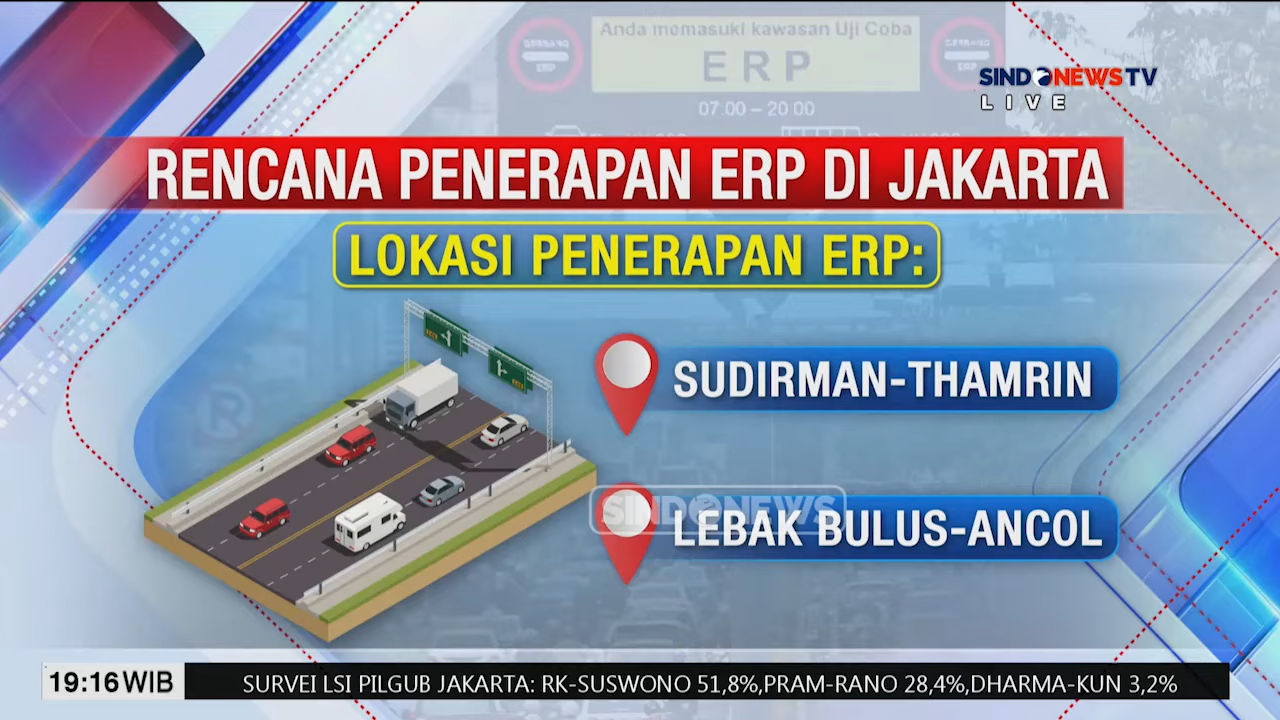 Anda memasuki kawasan Uji Coba
ERP
07.00 – 20.00
SINDONEWSTV
LIVE
RENCANA PENERAPAN ERP DI JAKARTA
LOKASI PENERAPAN ERP:
SUDIRMAN-THAMRIN
SINDONEWS
LEBAK BULUS-ANCOL
19:16 WIB
SURVEI LSI PILGUB JAKARTA: RK-SUSWONO 51,8%,PRAM-RANO 28,4%,DHARMA-KUN 3,2%